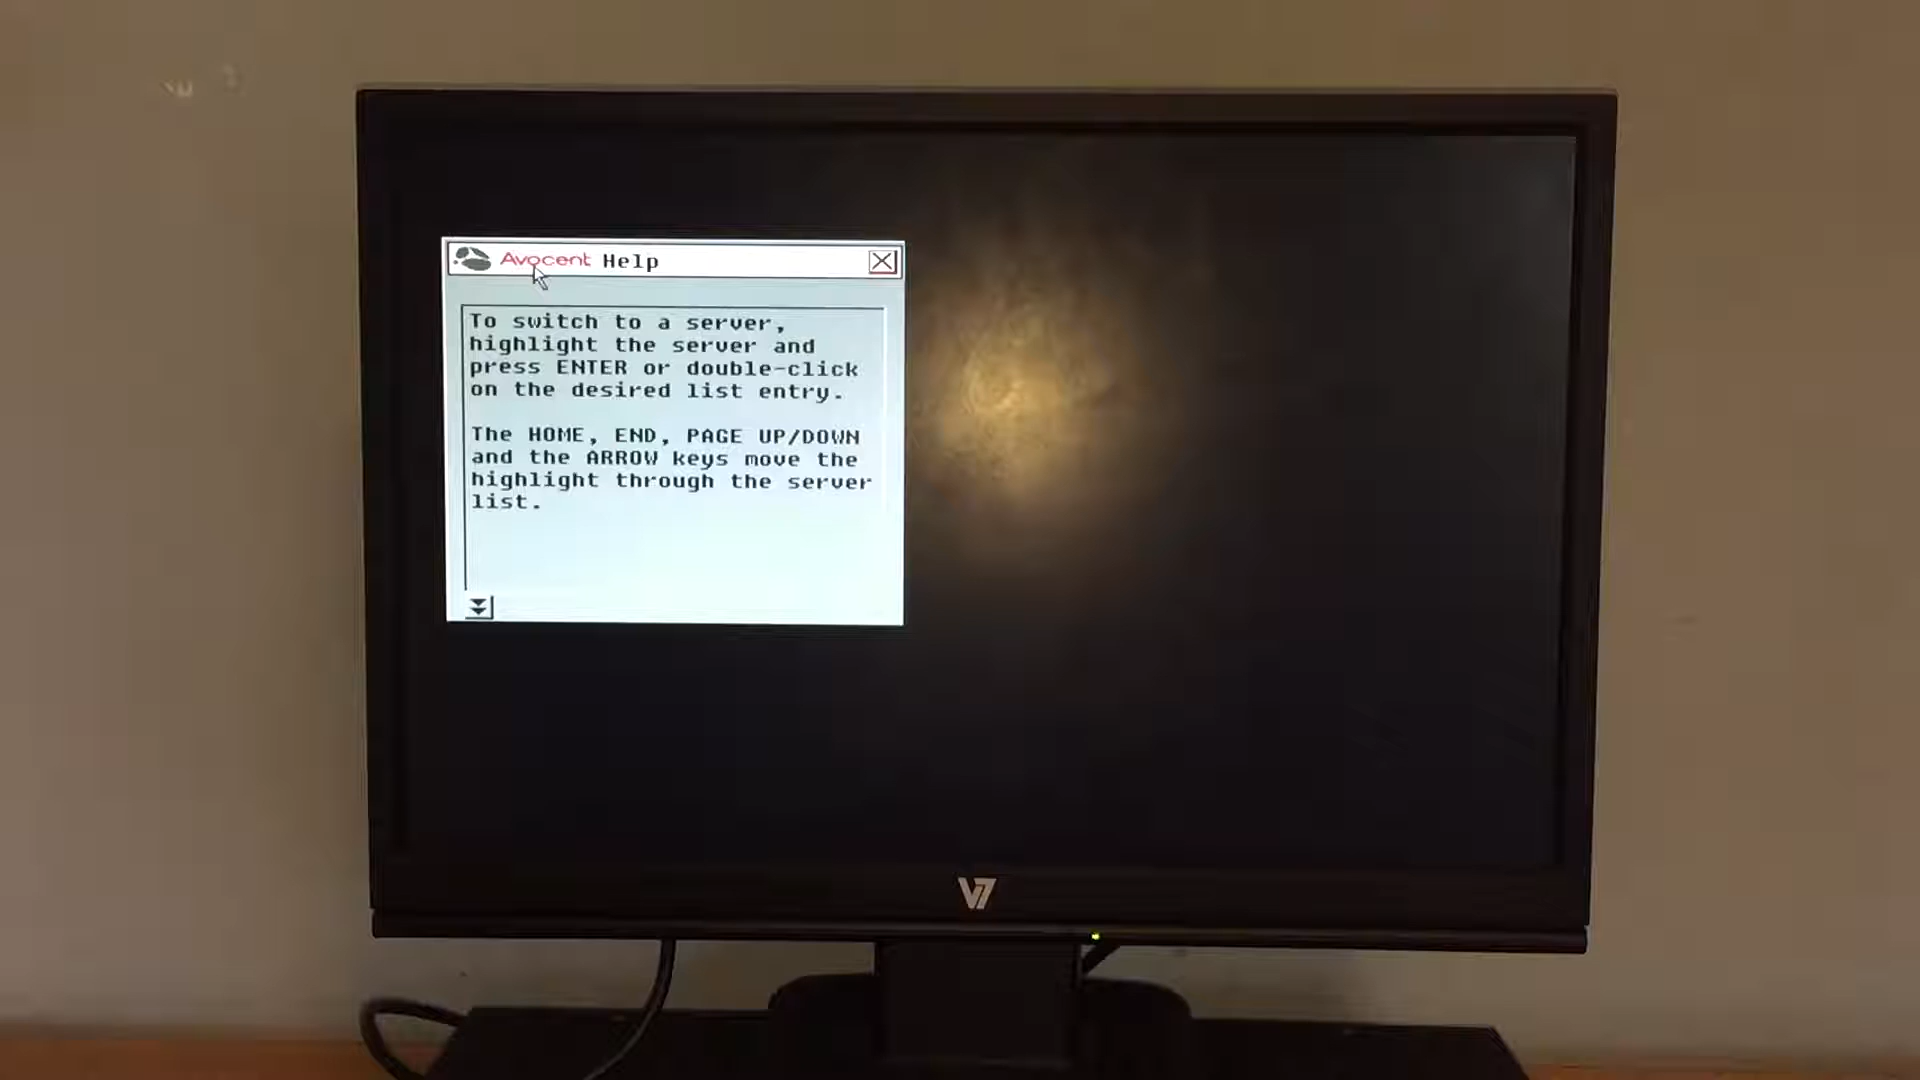 Avocent Help
To switch to a server,
highlight the server and
press ENTER or double-click
on the desired list entry.
The HOME, END, PAGE UP/DOWN
and the ARROW keys move the
highlight through the server
list.
V7